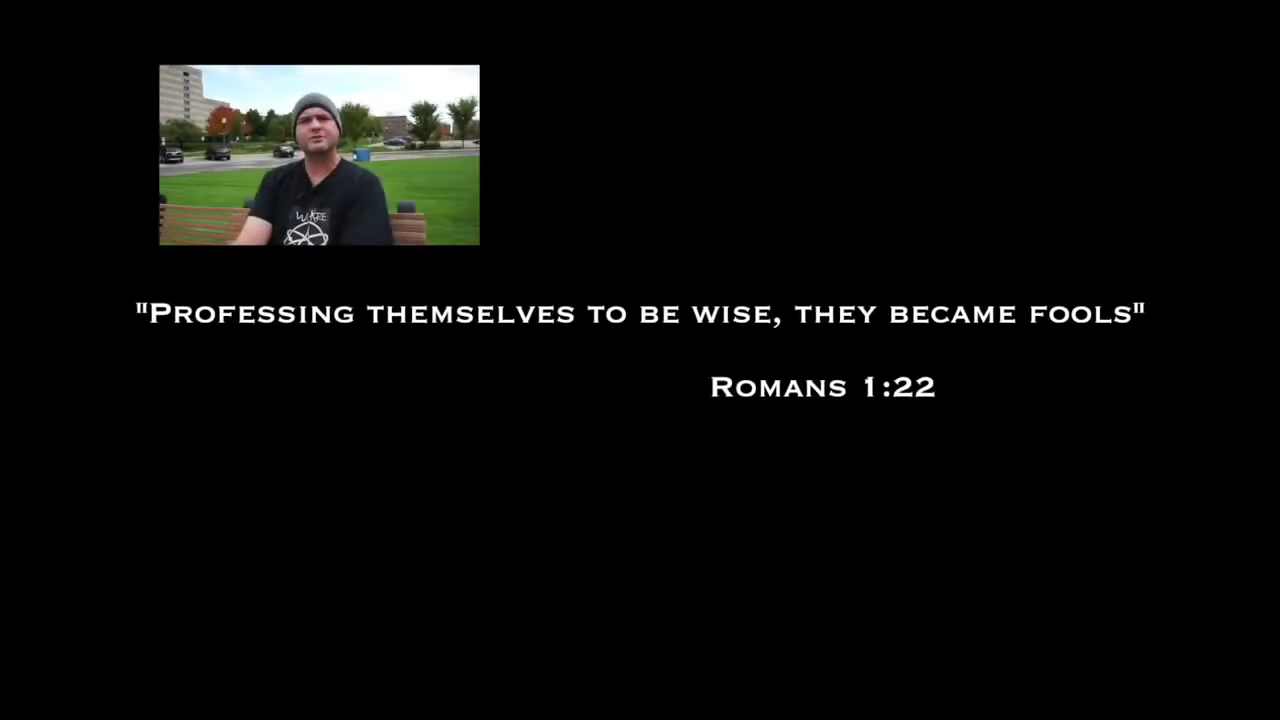 "Professing themselves to be wise, they became fools"
Romans 1:22